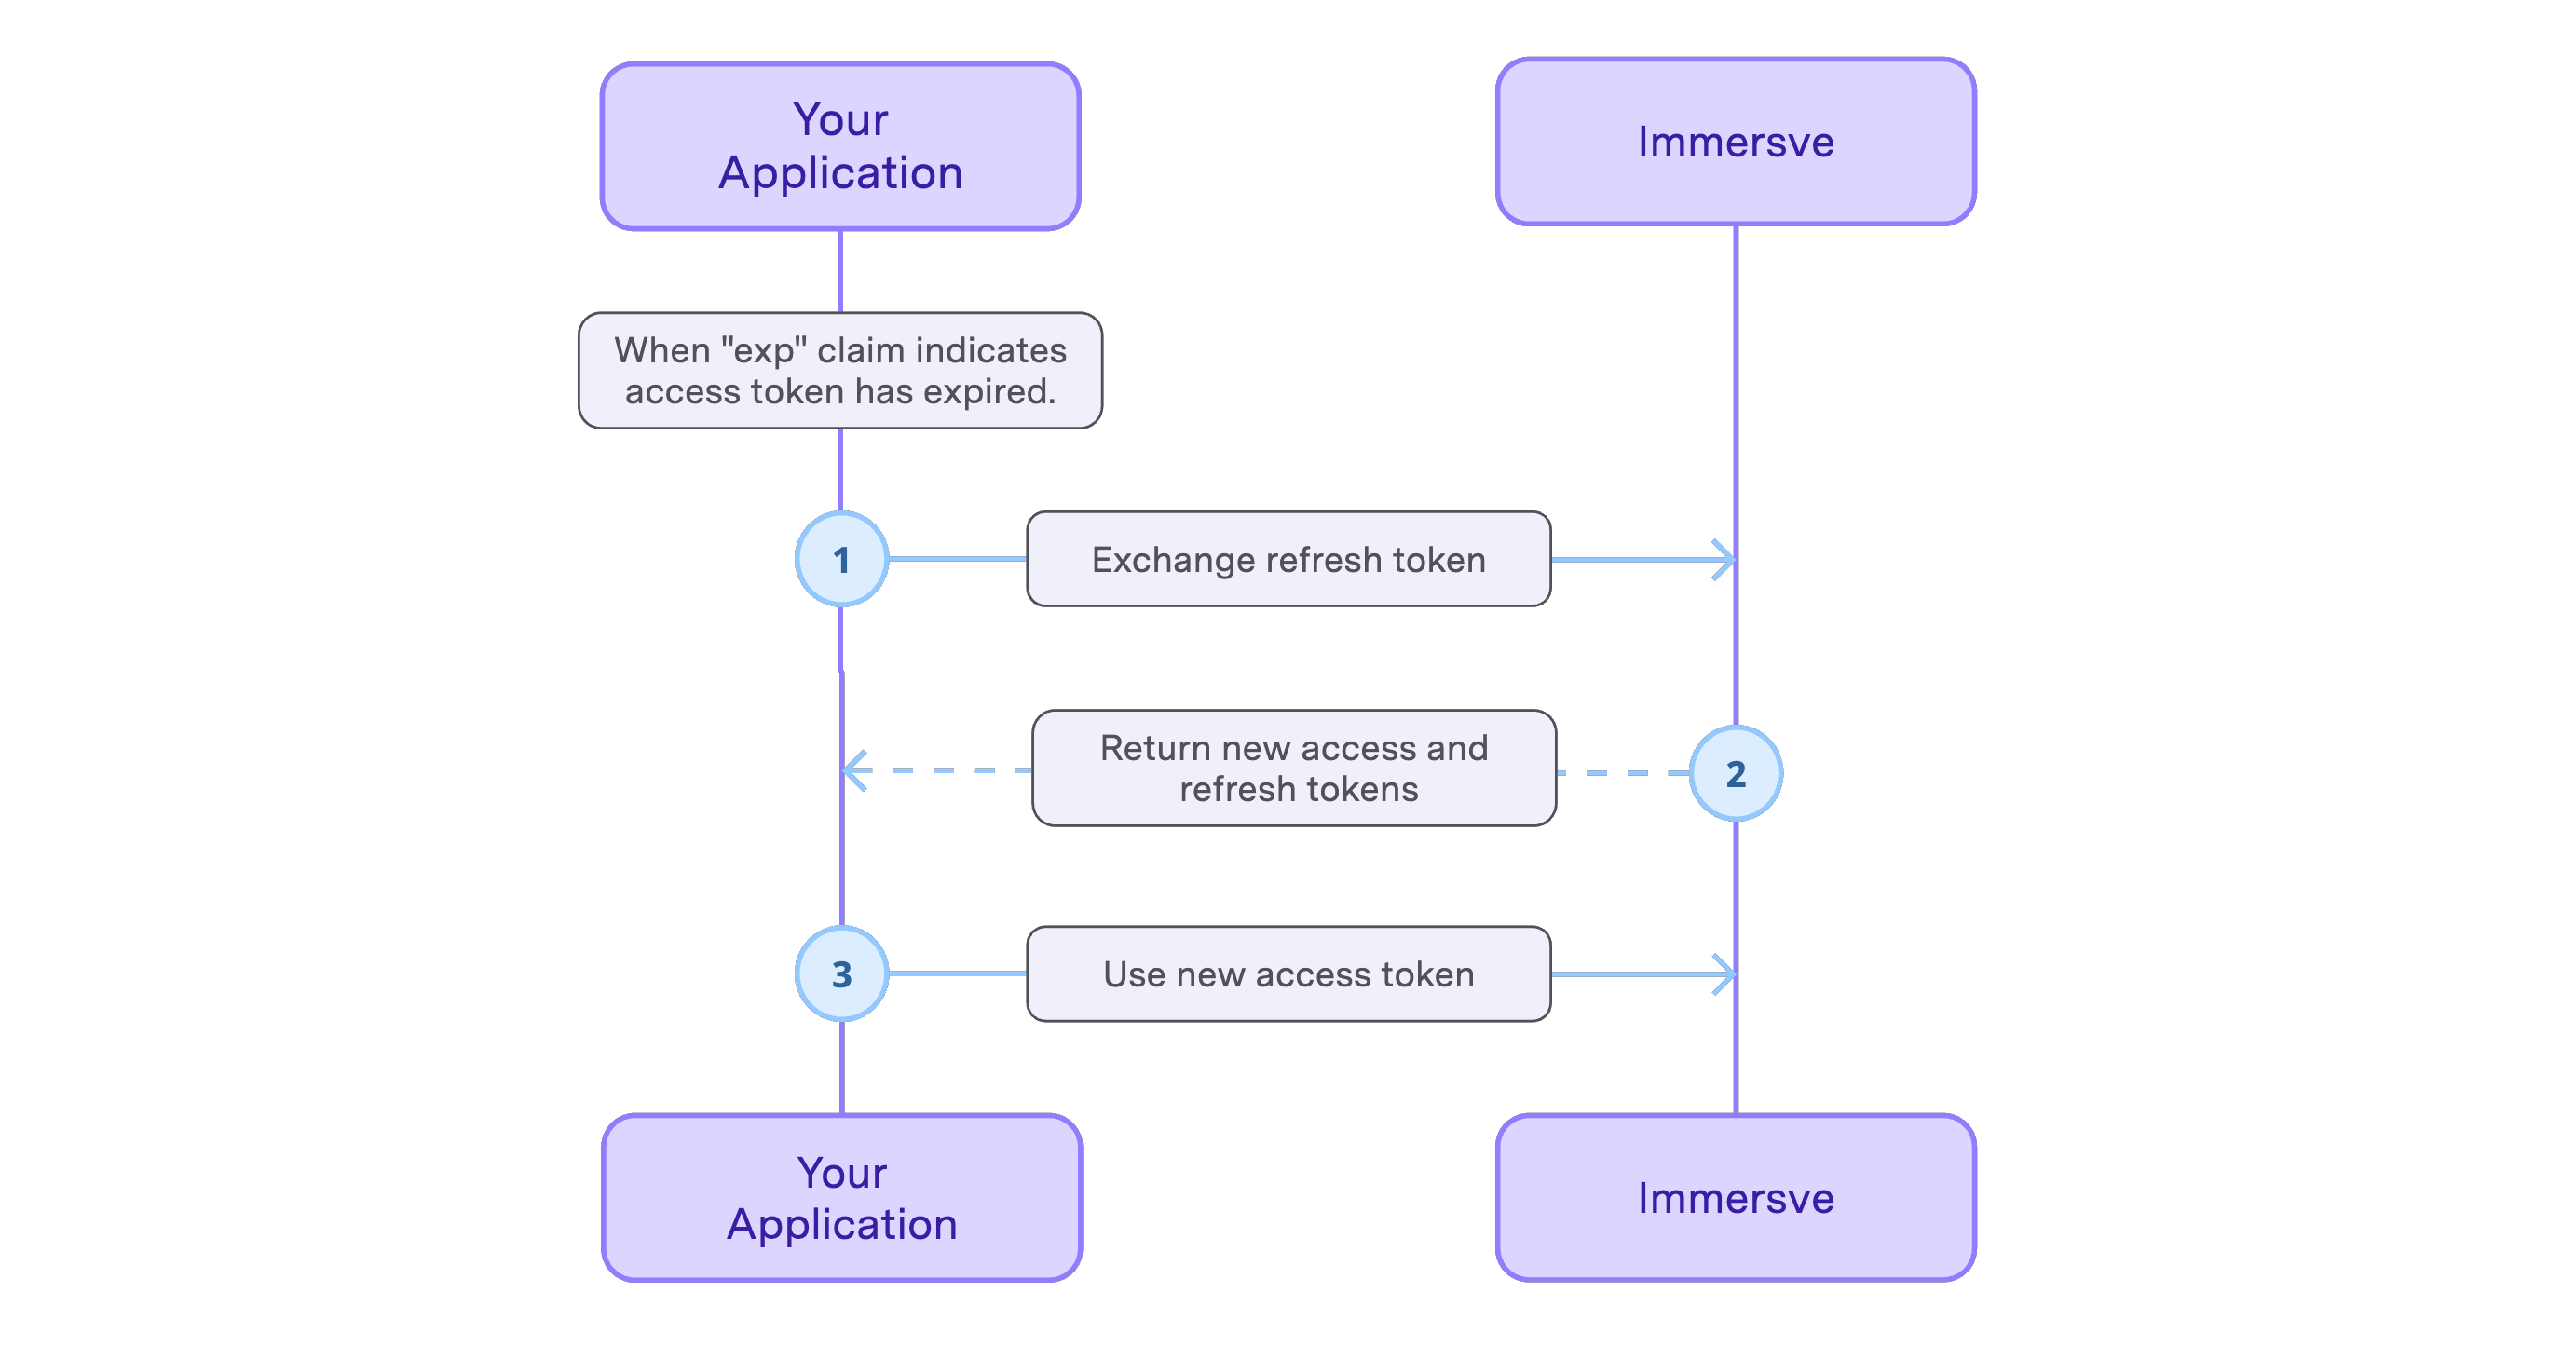 Your
Application
Immersve
When "exp" claim indicates
access token has expired.
1
Exchange refresh token
Return new access and
refresh tokens
2
3
Use new access token
Your
Application
Immersve